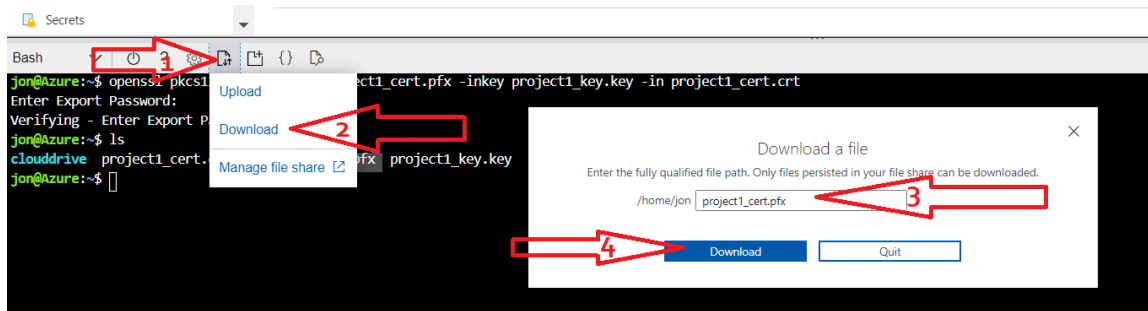 Secrets
Bash ?
1
jon@Azure:~$ openssl pkcs1 ect1_cert.pfx -inkey project1_key.key -in project1_cert.crt
Enter Export Password:
Verifying - Enter Export P
jon@Azure:~$ ls
clouddrive project1_cert. pfx project1_key.key
jon@Azure:~$
Upload
Download
2
Manage file share
Download a file
Enter the fully qualified file path. Only files persisted in your file share can be downloaded.
/home/jon project1_cert.pfx
3
4
Download Quit